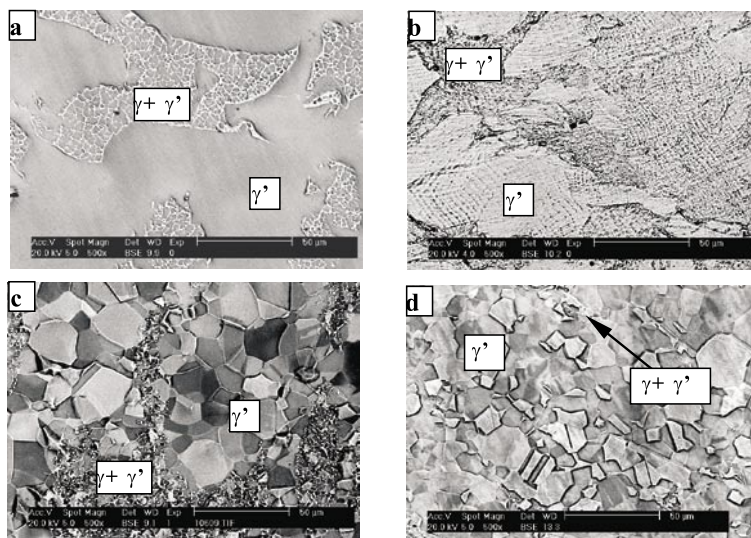 a
γ+ γ’
γ’
Acc.V Spot Magn Det WD Exp 50 µm
20.0 kV 5.0 500x BSE 9.9 0
b
γ+ γ’
γ’
Acc.V Spot Magn Det WD Exp 50 µm
20.0 kV 4.0 500x BSE 10.2 0
c
γ’
γ+ γ’
Acc.V Spot Magn Det WD Exp 50 µm
20.0 kV 5.0 500x BSE 9.1 1 10609.TIF
d
γ’
γ+ γ’
Acc.V Spot Magn Det WD 50 µm
20.0 kV 5.0 500x BSE 13.3